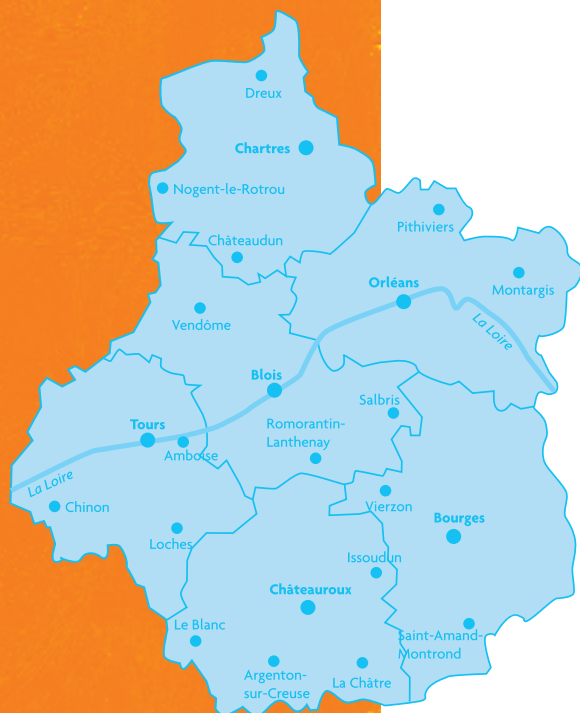 Dreux
Chartres
Nogent-le-Rotrou
Pithiviers
Châteaudun
Orléans
Montargis
Vendôme
La Loire
Blois
Salbris
Tours
Romorantin-
Lanthenay
Amboise
La Loire
Chinon
Vierzon
Bourges
Loches
Issoudun
Châteauroux
Le Blanc
Saint-Amand-
Montrond
Argenton-
sur-Creuse
La Châtre